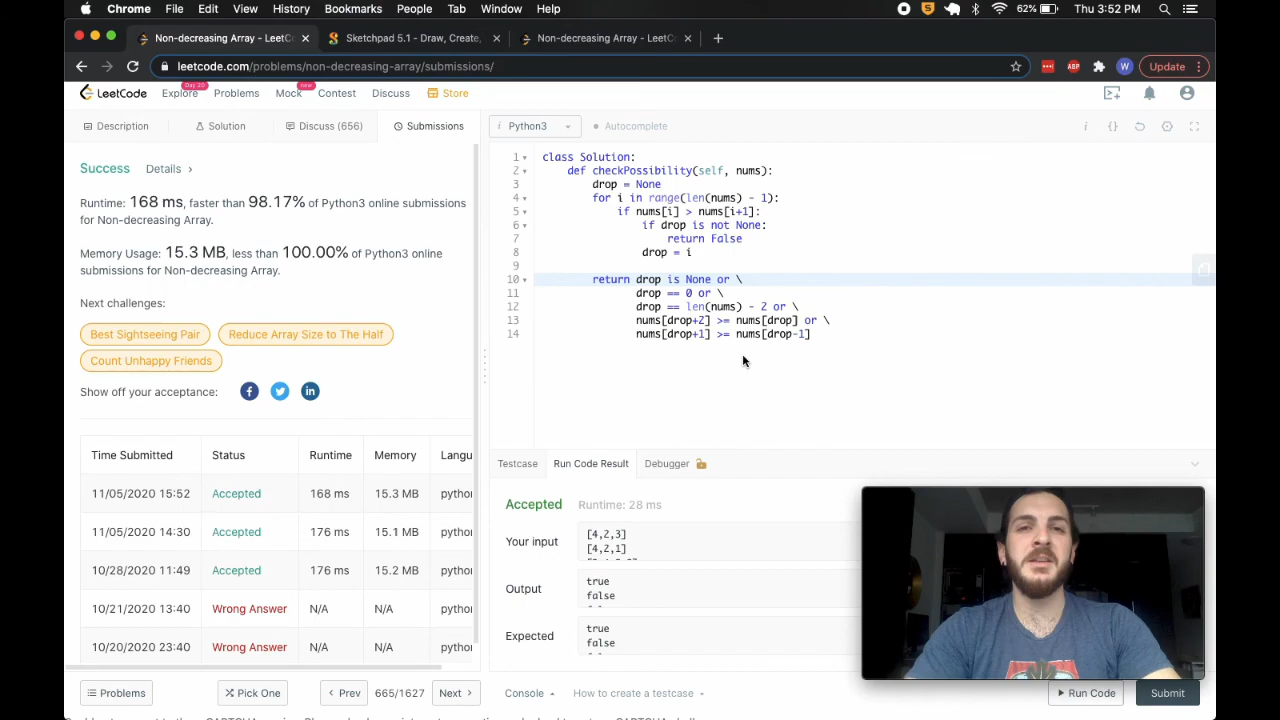 Chrome File Edit View History Bookmarks People Tab Window Help 62% Thu 3:52 PM
Non-decreasing Array - LeetC Sketchpad 5.1 - Draw, Create, Non-decreasing Array - LeetC
leetcode.com/problems/non-decreasing-array/submissions/ ABP W Update
LeetCode Explore Day 20 Problems Mock new Contest Discuss Store
Description Solution Discuss (656) Submissions
i Python3 Autocomplete i {}
Success Details >
Runtime: 168 ms, faster than 98.17% of Python3 online submissions
for Non-decreasing Array.
Memory Usage: 15.3 MB, less than 100.00% of Python3 online
submissions for Non-decreasing Array.
Next challenges:
Best Sightseeing Pair Reduce Array Size to The Half
Count Unhappy Friends
Show off your acceptance:
Time Submitted Status Runtime Memory Langu
11/05/2020 15:52 Accepted 168 ms 15.3 MB python
11/05/2020 14:30 Accepted 176 ms 15.1 MB python
10/28/2020 11:49 Accepted 176 ms 15.2 MB python
10/21/2020 13:40 Wrong Answer N/A N/A python
10/20/2020 23:40 Wrong Answer N/A N/A python
Problems Pick One < Prev 665/1627 Next >
1 class Solution:
2 def checkPossibility(self, nums):
3 drop = None
4 for i in range(len(nums) - 1):
5 if nums[i] > nums[i+1]:
6 if drop is not None:
7 return False
8 drop = i
9
10 return drop is None or \
11 drop == 0 or \
12 drop == len(nums) - 2 or \
13 nums[drop+2] >= nums[drop] or \
14 nums[drop+1] >= nums[drop-1]
Testcase Run Code Result Debugger
Accepted Runtime: 28 ms
Your input
[4,2,3]
[4,2,1]
Output
true
false
Expected
true
false
Console How to create a testcase Run Code Submit